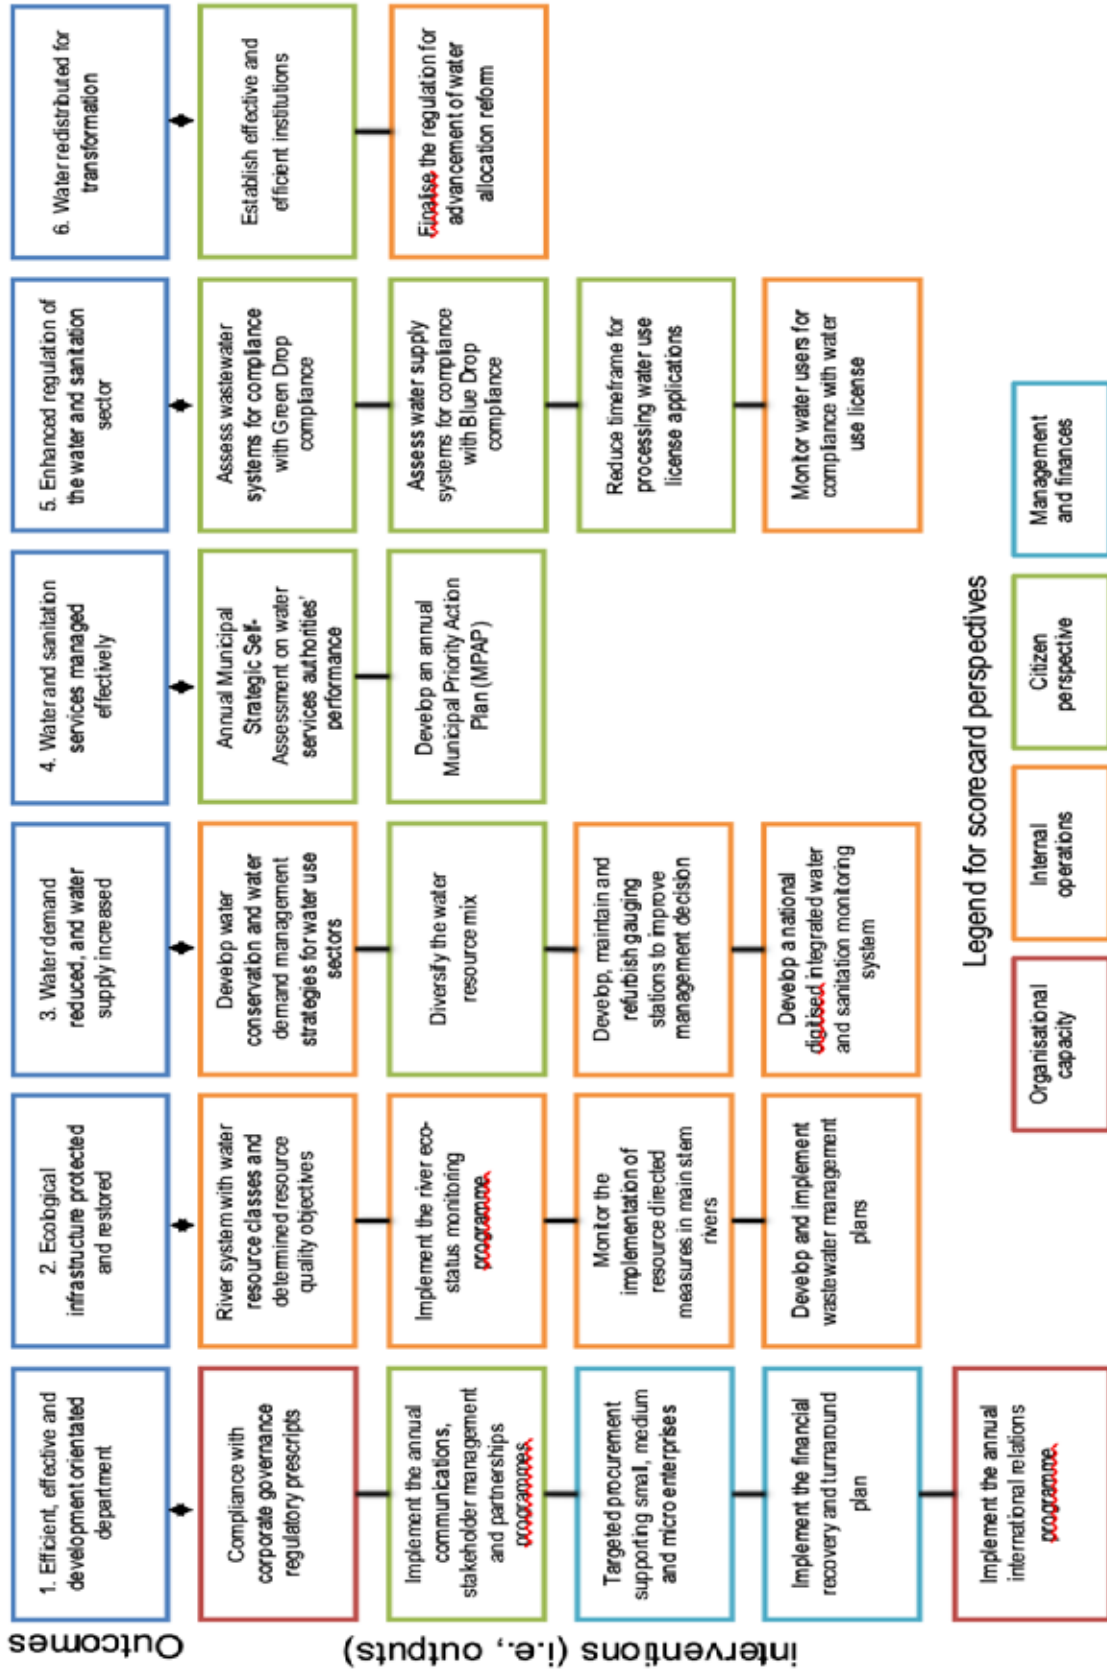 Outcomes
1. Efficient, effective and
development orientated
department
2. Ecological
infrastructure protected
and restored
3. Water demand
reduced, and water
supply increased
4. Water and sanitation
services managed
effectively
5. Enhanced regulation of
the water and sanitation
sector
6. Water redistributed for
transformation
interventions (i.e., outputs)
Compliance with
corporate governance
regulatory prescripts
River system with water
resource classes and
determined resource
quality objectives
Develop water
conservation and water
demand management
strategies for water use
sectors
Annual Municipal
Strategic Self-
Assessment on water
services authorities'
performance
Assess wastewater
systems for compliance
with Green Drop
compliance
Establish effective and
efficient institutions
Implement the annual
communications,
stakeholder management
and partnerships
programmes
Implement the river eco-
status monitoring
programme
Diversify the water
resource mix
Develop an annual
Municipal Priority Action
Plan (MPAP)
Assess water supply
systems for compliance
with Blue Drop
compliance
Finalise the regulation for
advancement of water
allocation reform
Targeted procurement
supporting small, medium
and micro enterprises
Monitor the
implementation of
resource directed
measures in main stem
rivers
Develop, maintain and
refurbish gauging
stations to improve
management decision
Reduce timeframe for
processing water use
license applications
Implement the financial
recovery and turnaround
plan
Develop and implement
wastewater management
plans
Develop a national
digitised integrated water
and sanitation monitoring
system
Monitor water users for
compliance with water
use license
Implement the annual
international relations
programme
Legend for scorecard perspectives
Organisational
capacity
Internal
operations
Citizen
perspective
Management
and finances